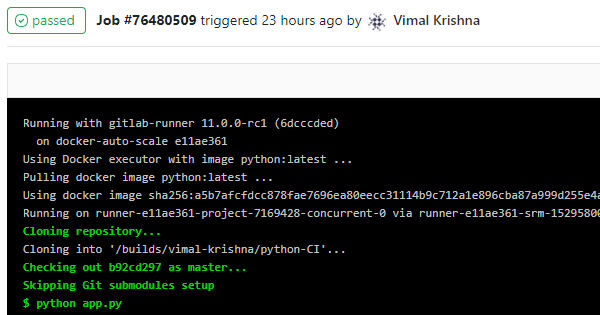 passed Job #76480509 triggered 23 hours ago by Vimal Krishna
Running with gitlab-runner 11.0.0-rc1 (6dcccded)
on docker-auto-scale e11ae361
Using Docker executor with image python:latest ...
Pulling docker image python:latest ...
Using docker image sha256:a5b7afcfdcc878fae7696ea80eecc31114b9c712a1e896cba87a999d255e4a
Running on runner-e11ae361-project-7169428-concurrent-0 via runner-e11ae361-srm-15295800
Cloning repository...
Cloning into '/builds/vimal-krishna/python-CI'...
Checking out b92cd297 as master...
Skipping Git submodules setup
$ python app.py